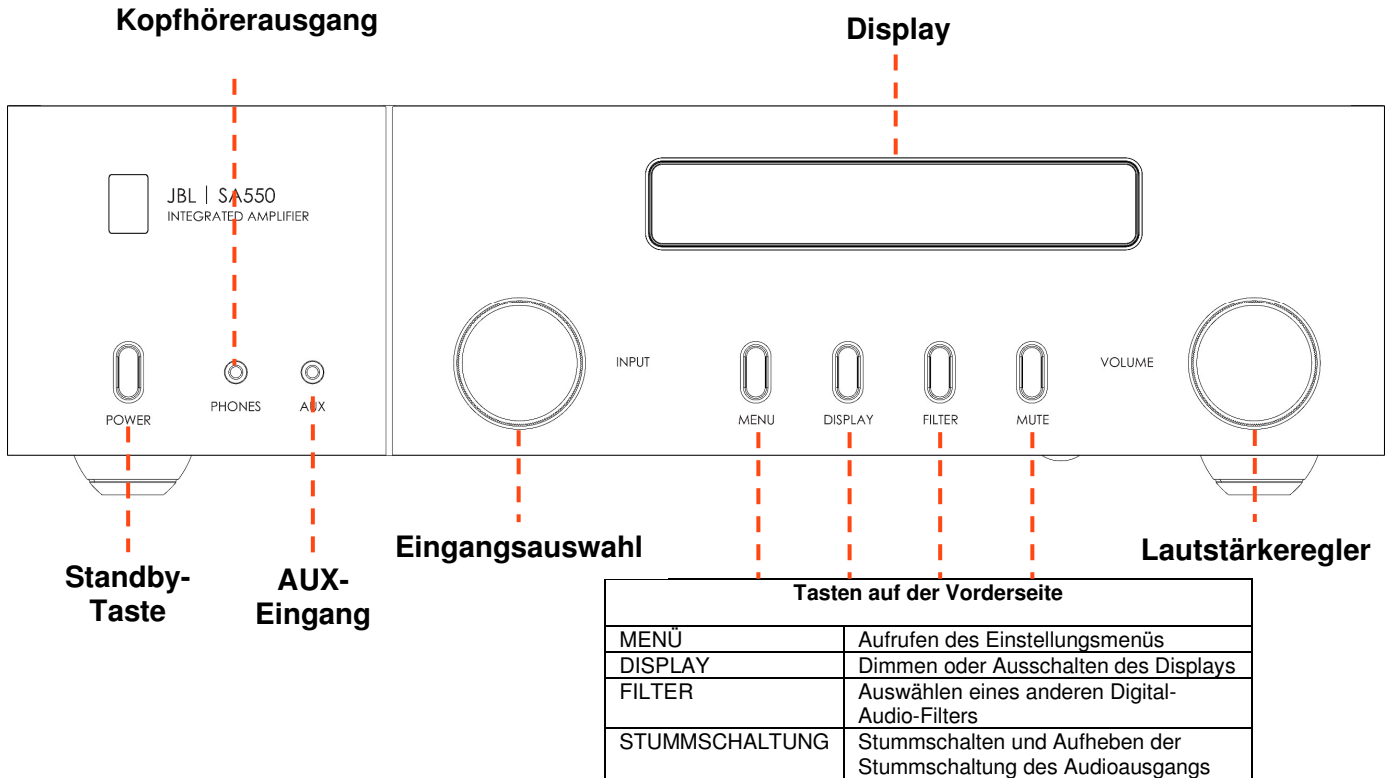 Kopfhörerausgang
Display
JBL | SA550
INTEGRATED AMPLIFIER
INPUT
VOLUME
POWER
PHONES
AUX
MENU
DISPLAY
FILTER
MUTE
Eingangsauswahl
Lautstärkeregler
Standby-
Taste
AUX-
Eingang
Tasten auf der Vorderseite
MENÜ Aufrufen des Einstellungsmenüs
DISPLAY Dimmen oder Ausschalten des Displays
FILTER Auswählen eines anderen Digital-
Audio-Filters
STUMMSCHALTUNG Stummschalten und Aufheben der
Stummschaltung des Audioausgangs